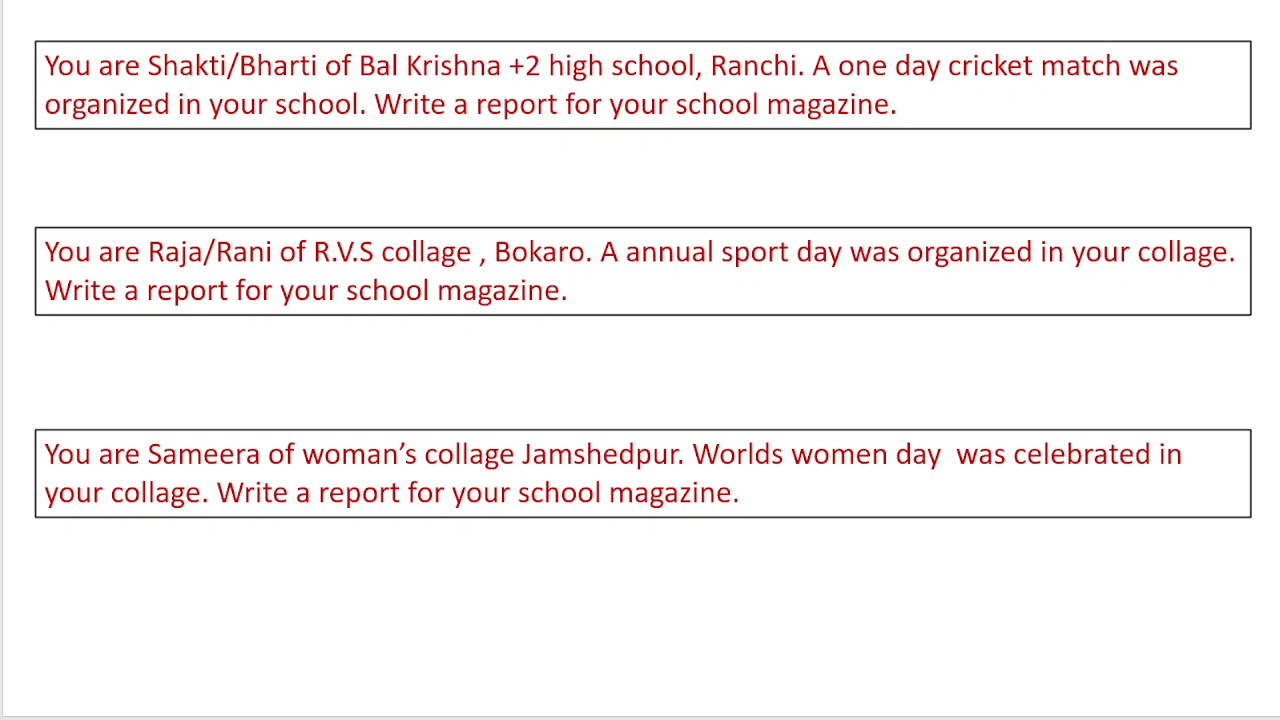 You are Shakti/Bharti of Bal Krishna +2 high school, Ranchi. A one day cricket match was
organized in your school. Write a report for your school magazine.
You are Raja/Rani of R.V.S collage , Bokaro. A annual sport day was organized in your collage.
Write a report for your school magazine.
You are Sameera of woman’s collage Jamshedpur. Worlds women day  was celebrated in
your collage. Write a report for your school magazine.